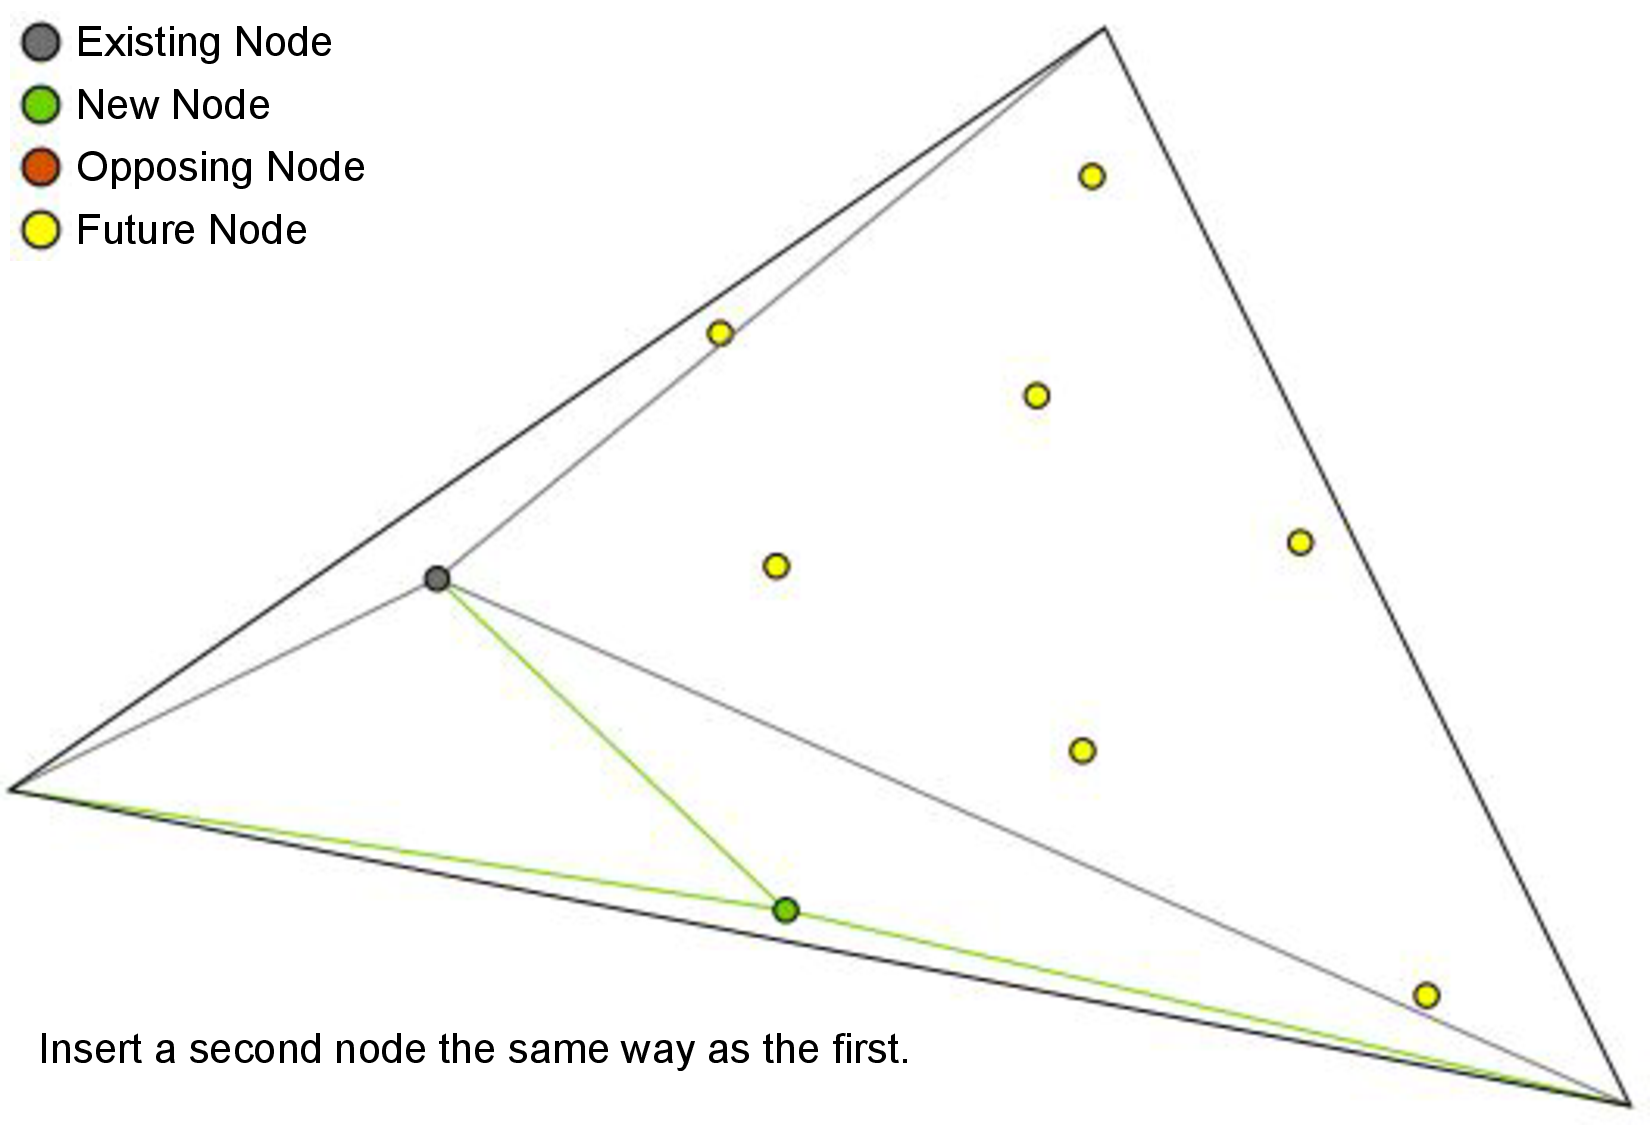 Existing Node
New Node
Opposing Node
Future Node
Insert a second node the same way as the first.